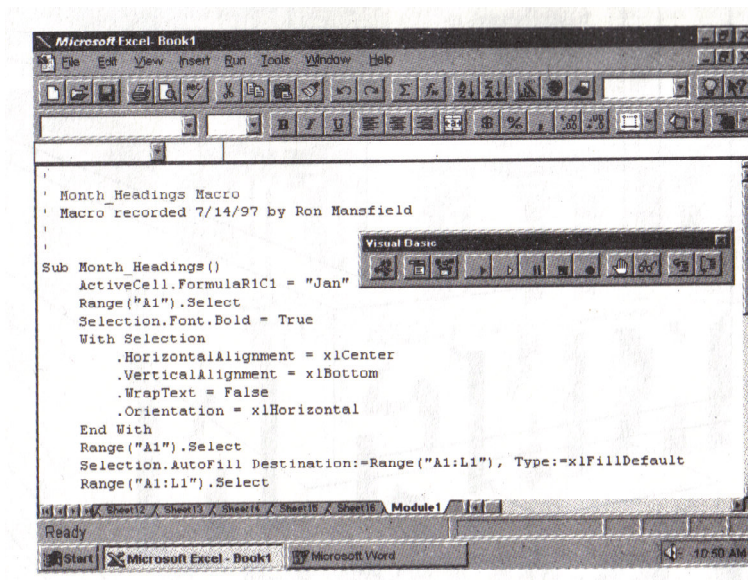 Microsoft Excel- Book1
File Edit View Insert Run Tools Window Help
B I U $ % ,
'
' Month_Headings Macro
' Macro recorded 7/14/97 by Ron Mansfield
'
'
Visual Basic
Sub Month_Headings()
ActiveCell.FormulaR1C1 = "Jan"
Range("A1").Select
Selection.Font.Bold = True
With Selection
.HorizontalAlignment = xlCenter
.VerticalAlignment = xlBottom
.WrapText = False
.Orientation = xlHorizontal
End With
Range("A1").Select
Selection.AutoFill Destination:=Range("A1:L1"), Type:=xlFillDefault
Range("A1:L1").Select
Sheet12 Sheet13 Sheet14 Sheet15 Sheet16 Module1
Ready
Start Microsoft Excel - Book1 Microsoft Word 10:50 AM